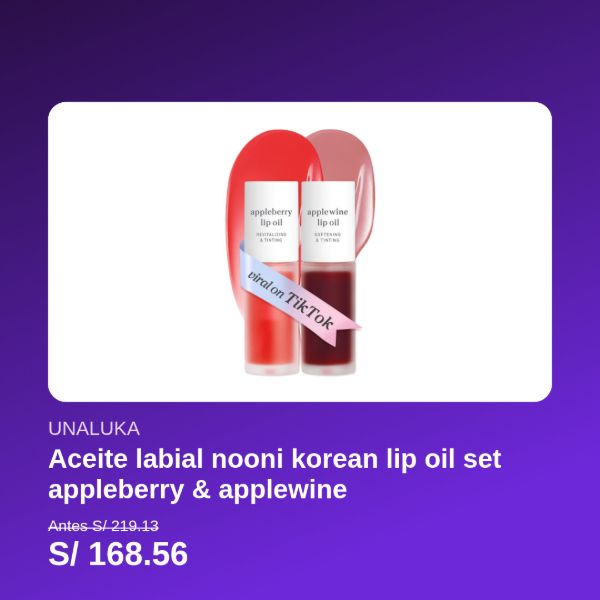 appleberry
lip oil
REVITALIZING
& TINTING
applewine
lip oil
SOFTENING
& TINTING
viral on TikTok
UNALUKA
Aceite labial nooni korean lip oil set
appleberry & applewine
Antes S/ 219.13
S/ 168.56